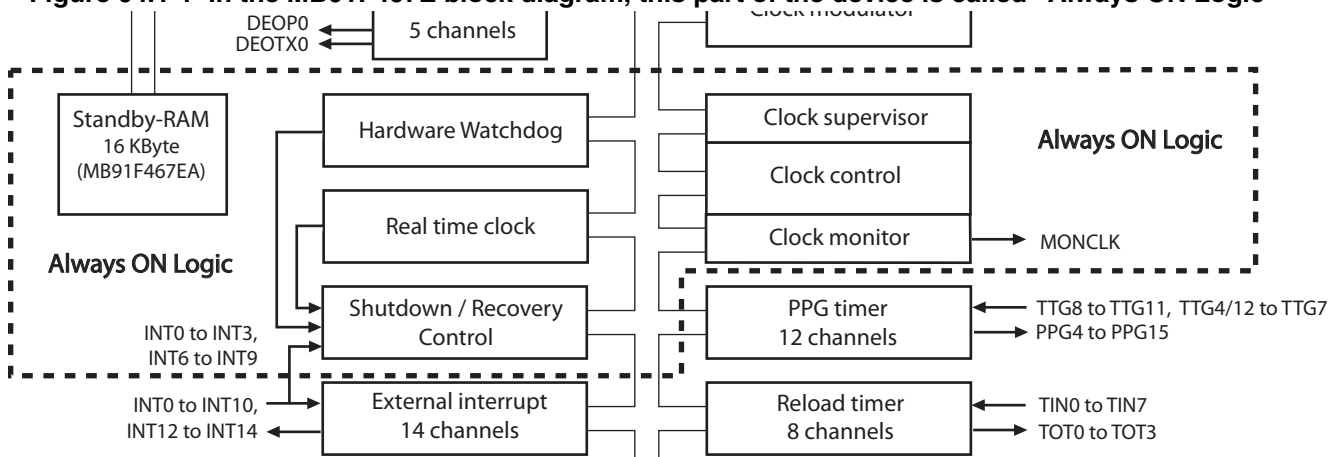 DEOP0
DEOTX0
5 channels
Standby-RAM
16 KByte
(MB91F467EA)
Hardware Watchdog
Clock supervisor
Always ON Logic
Clock control
Real time clock
Clock monitor
MONCLK
Always ON Logic
Shutdown / Recovery
Control
INT0 to INT3,
INT6 to INT9
PPG timer
12 channels
TTG8 to TTG11, TTG4/12 to TTG7
PPG4 to PPG15
INT0 to INT10,
INT12 to INT14
External interrupt
14 channels
Reload timer
8 channels
TIN0 to TIN7
TOT0 to TOT3